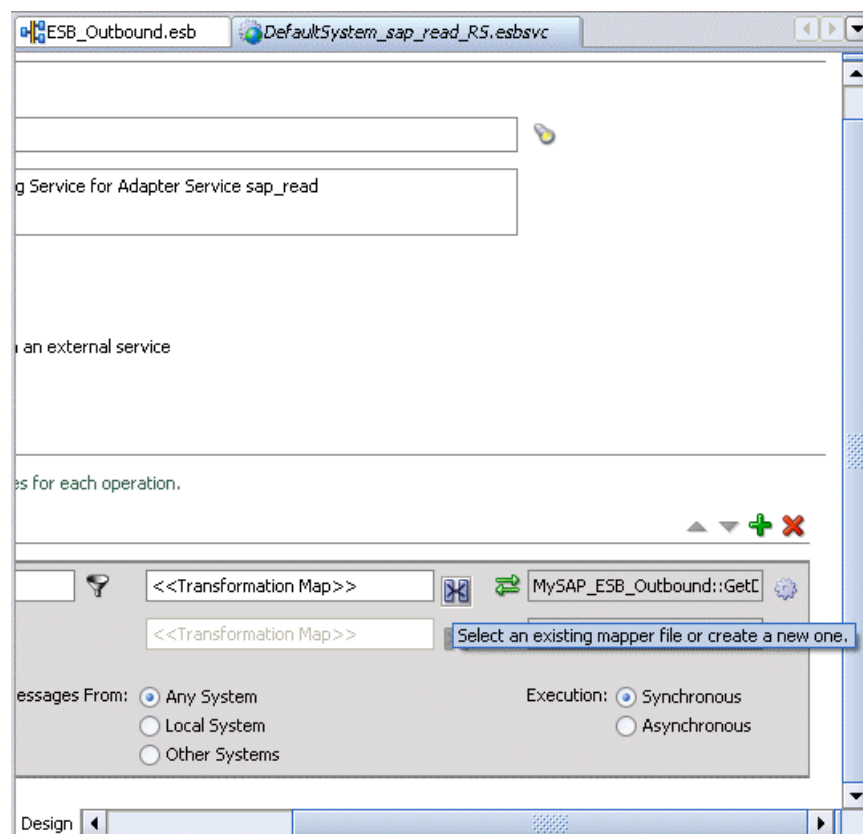 ESB_Outbound.esb DefaultSystem_sap_read_RS.esbsvc
g Service for Adapter Service sap_read
an external service
es for each operation.
<<Transformation Map>> MySAP_ESB_Outbound::Get
<<Transformation Map>>
Select an existing mapper file or create a new one.
essages From: Any System Execution: Synchronous
Local System Asynchronous
Other Systems
Design